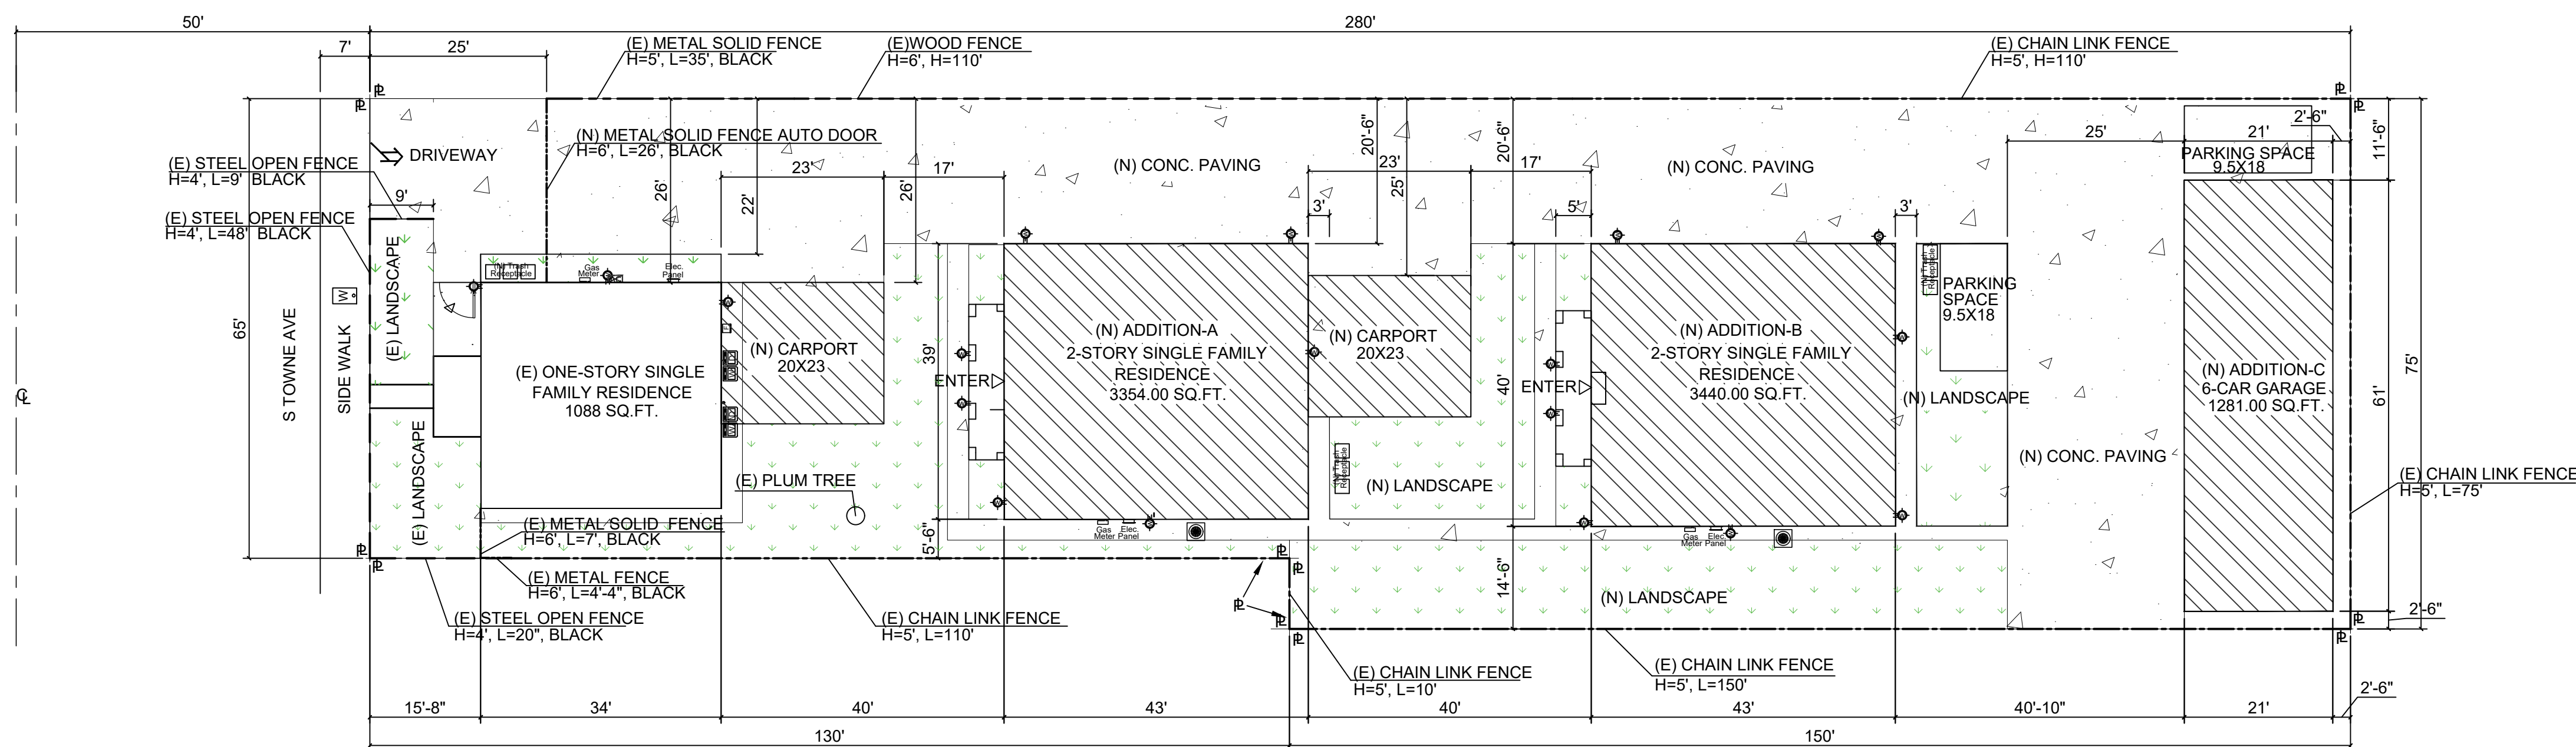 50'
280'
7'
25'
(E) METAL SOLID FENCE
H=5', L=35', BLACK
(E)WOOD FENCE
H=6', H=110'
(E) CHAIN LINK FENCE
H=5', H=110'
(N) METAL SOLID FENCE AUTO DOOR
H=6', L=26', BLACK
DRIVEWAY
(E) STEEL OPEN FENCE
H=4', L=9'  BLACK
9'
(E) STEEL OPEN FENCE
H=4', L=48'  BLACK
26'
22'
23'
26'
17'
(N) CONC. PAVING
20'-6"
23'
25'
3'
20'-6"
17'
5'
(N) CONC. PAVING
3'
25'
21'
2'-6"
PARKING SPACE
9.5X18
11'-6"
65'
S TOWNE AVE
SIDE WALK
W
(E) LANDSCAPE
(E) LANDSCAPE
(N) Trash
Receptacle
Gas
Meter
Elec.
Panel
(E) ONE-STORY SINGLE
FAMILY RESIDENCE
1088 SQ.FT.
(N) CARPORT
20X23
(E) PLUM TREE
39'
ENTER
5'-6"
(N) ADDITION-A
2-STORY SINGLE FAMILY
RESIDENCE
3354.00 SQ.FT.
Gas
Meter
Elec.
Panel
(N) CARPORT
20X23
(N) Trash
Receptacle
(N) LANDSCAPE
40'
ENTER
14'-6"
(N) ADDITION-B
2-STORY SINGLE FAMILY
RESIDENCE
3440.00 SQ.FT.
Gas
Meter
Elec.
Panel
(N) Trash
Receptacle
PARKING
SPACE
9.5X18
(N) LANDSCAPE
(N) CONC. PAVING
(N) ADDITION-C
6-CAR GARAGE
1281.00 SQ.FT.
61'
75'
(E) CHAIN LINK FENCE
H=5', L=75'
2'-6"
(N) LANDSCAPE
(E) METAL SOLID  FENCE
H=6', L=7', BLACK
(E) METAL FENCE
H=6', L=4'-4", BLACK
(E) STEEL OPEN FENCE
H=4', L=20", BLACK
(E) CHAIN LINK FENCE
H=5', L=110'
(E) CHAIN LINK FENCE
H=5', L=10'
(E) CHAIN LINK FENCE
H=5', L=150'
15'-8"
34'
40'
43'
40'
43'
40'-10"
21'
2'-6"
130'
150'